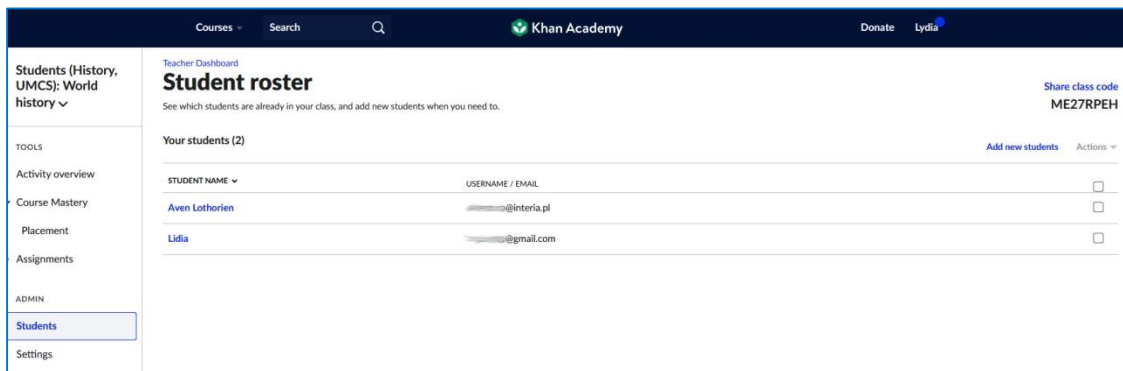 Courses Search Khan Academy Donate Lydia
Students (History,
UMCS): World
history
Teacher Dashboard
Student roster
See which students are already in your class, and add new students when you need to.
Share class code
ME27RPEH
TOOLS
Activity overview
Course Mastery
Placement
Assignments
ADMIN
Students
Settings
Your students (2)
Add new students Actions
STUDENT NAME USERNAME / EMAIL
Aven Lothorien @interia.pl
Lidia @gmail.com